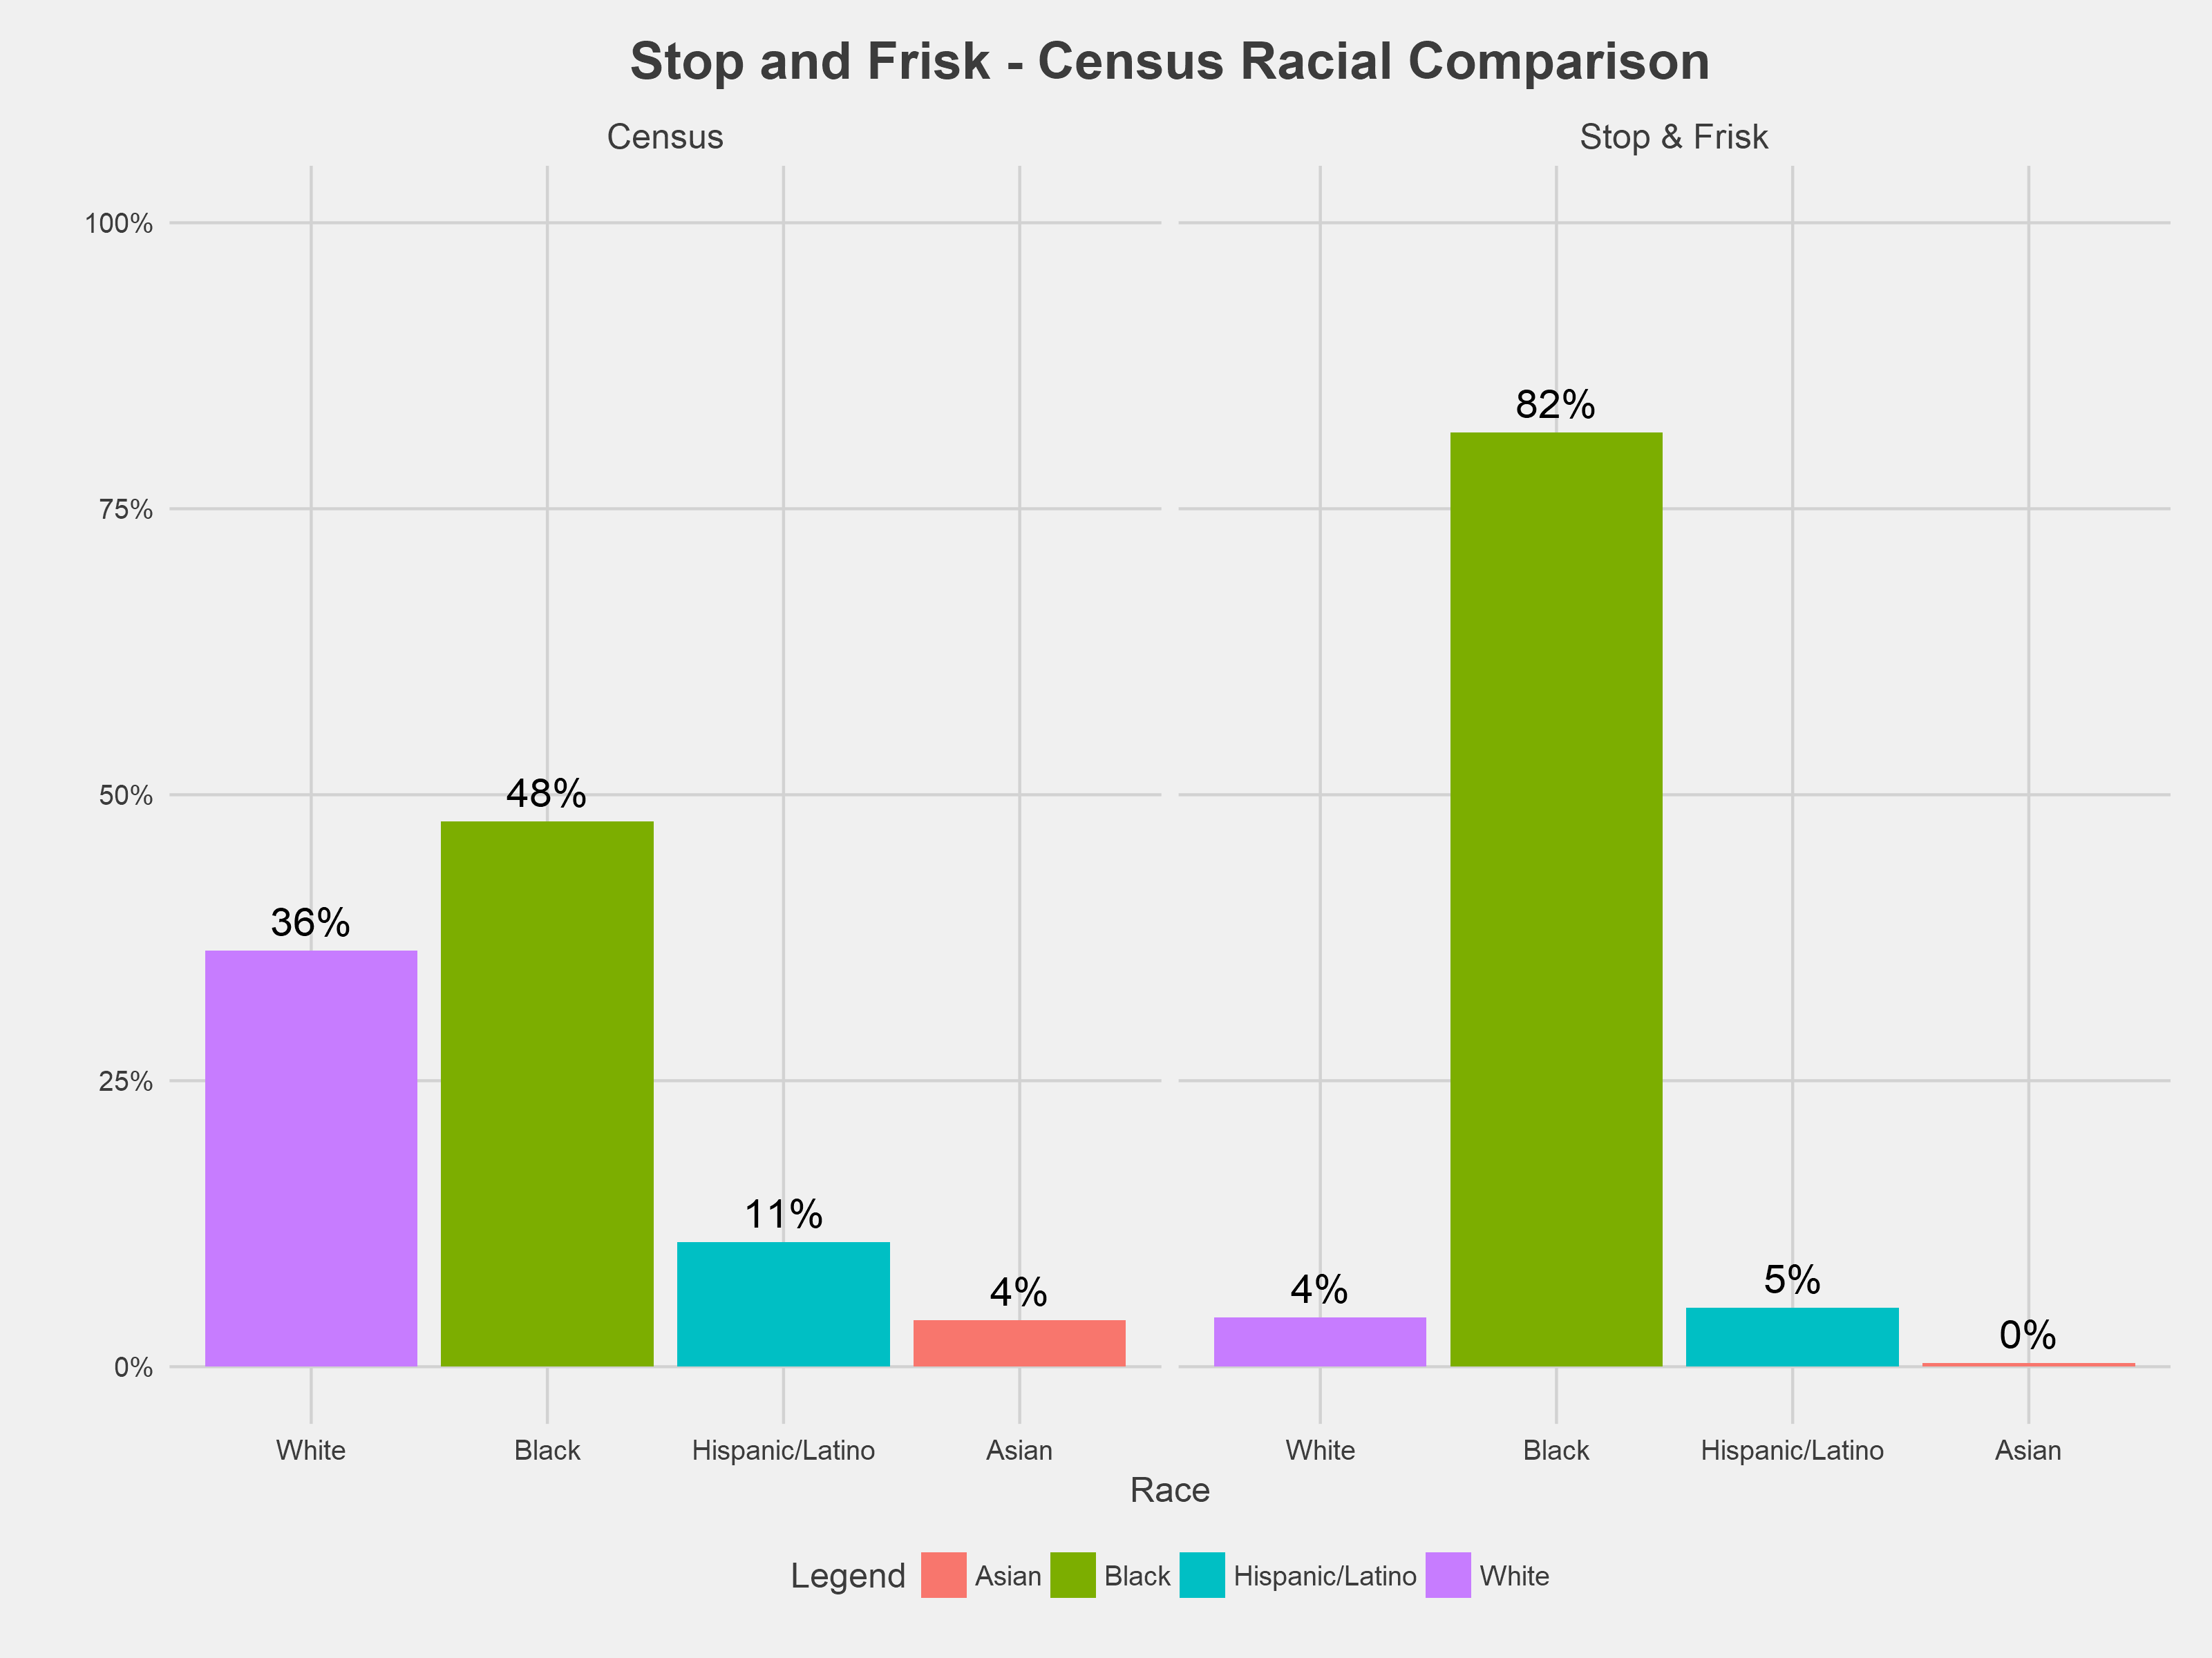 Stop and Frisk - Census Racial Comparison
Census
Stop & Frisk
100%
75%
50%
25%
0%
36%
48%
11%
4%
4%
82%
5%
0%
White Black Hispanic/Latino Asian
White Black Hispanic/Latino Asian
Race
Legend Asian Black Hispanic/Latino White